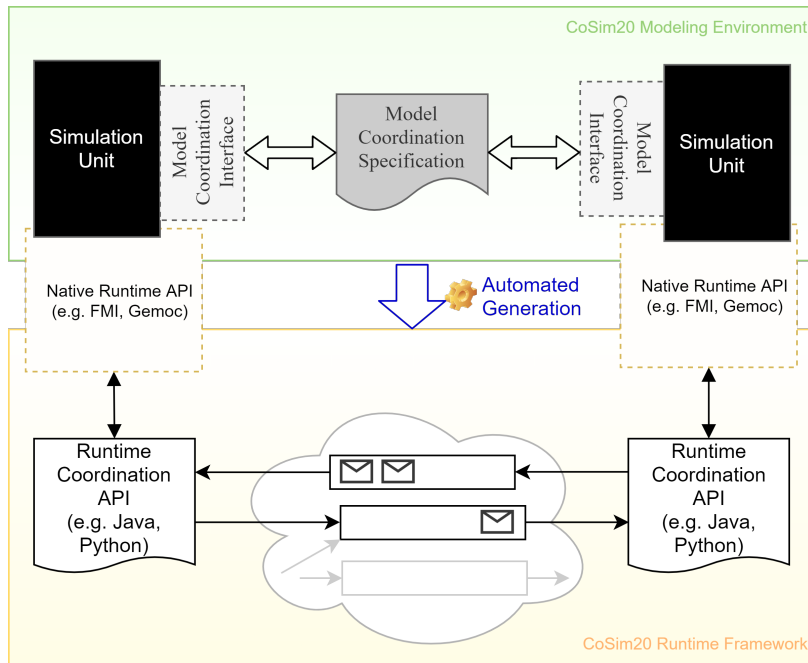 CoSim20 Modeling Environment
Simulation
Unit
Model
Coordination
Interface
Model
Coordination
Specification
Model
Coordination
Interface
Simulation
Unit
Native Runtime API
(e.g. FMI, Gemoc)
Automated
Generation
Native Runtime API
(e.g. FMI, Gemoc)
Runtime
Coordination
API
(e.g. Java,
Python)
Runtime
Coordination
API
(e.g. Java,
Python)
CoSim20 Runtime Framework